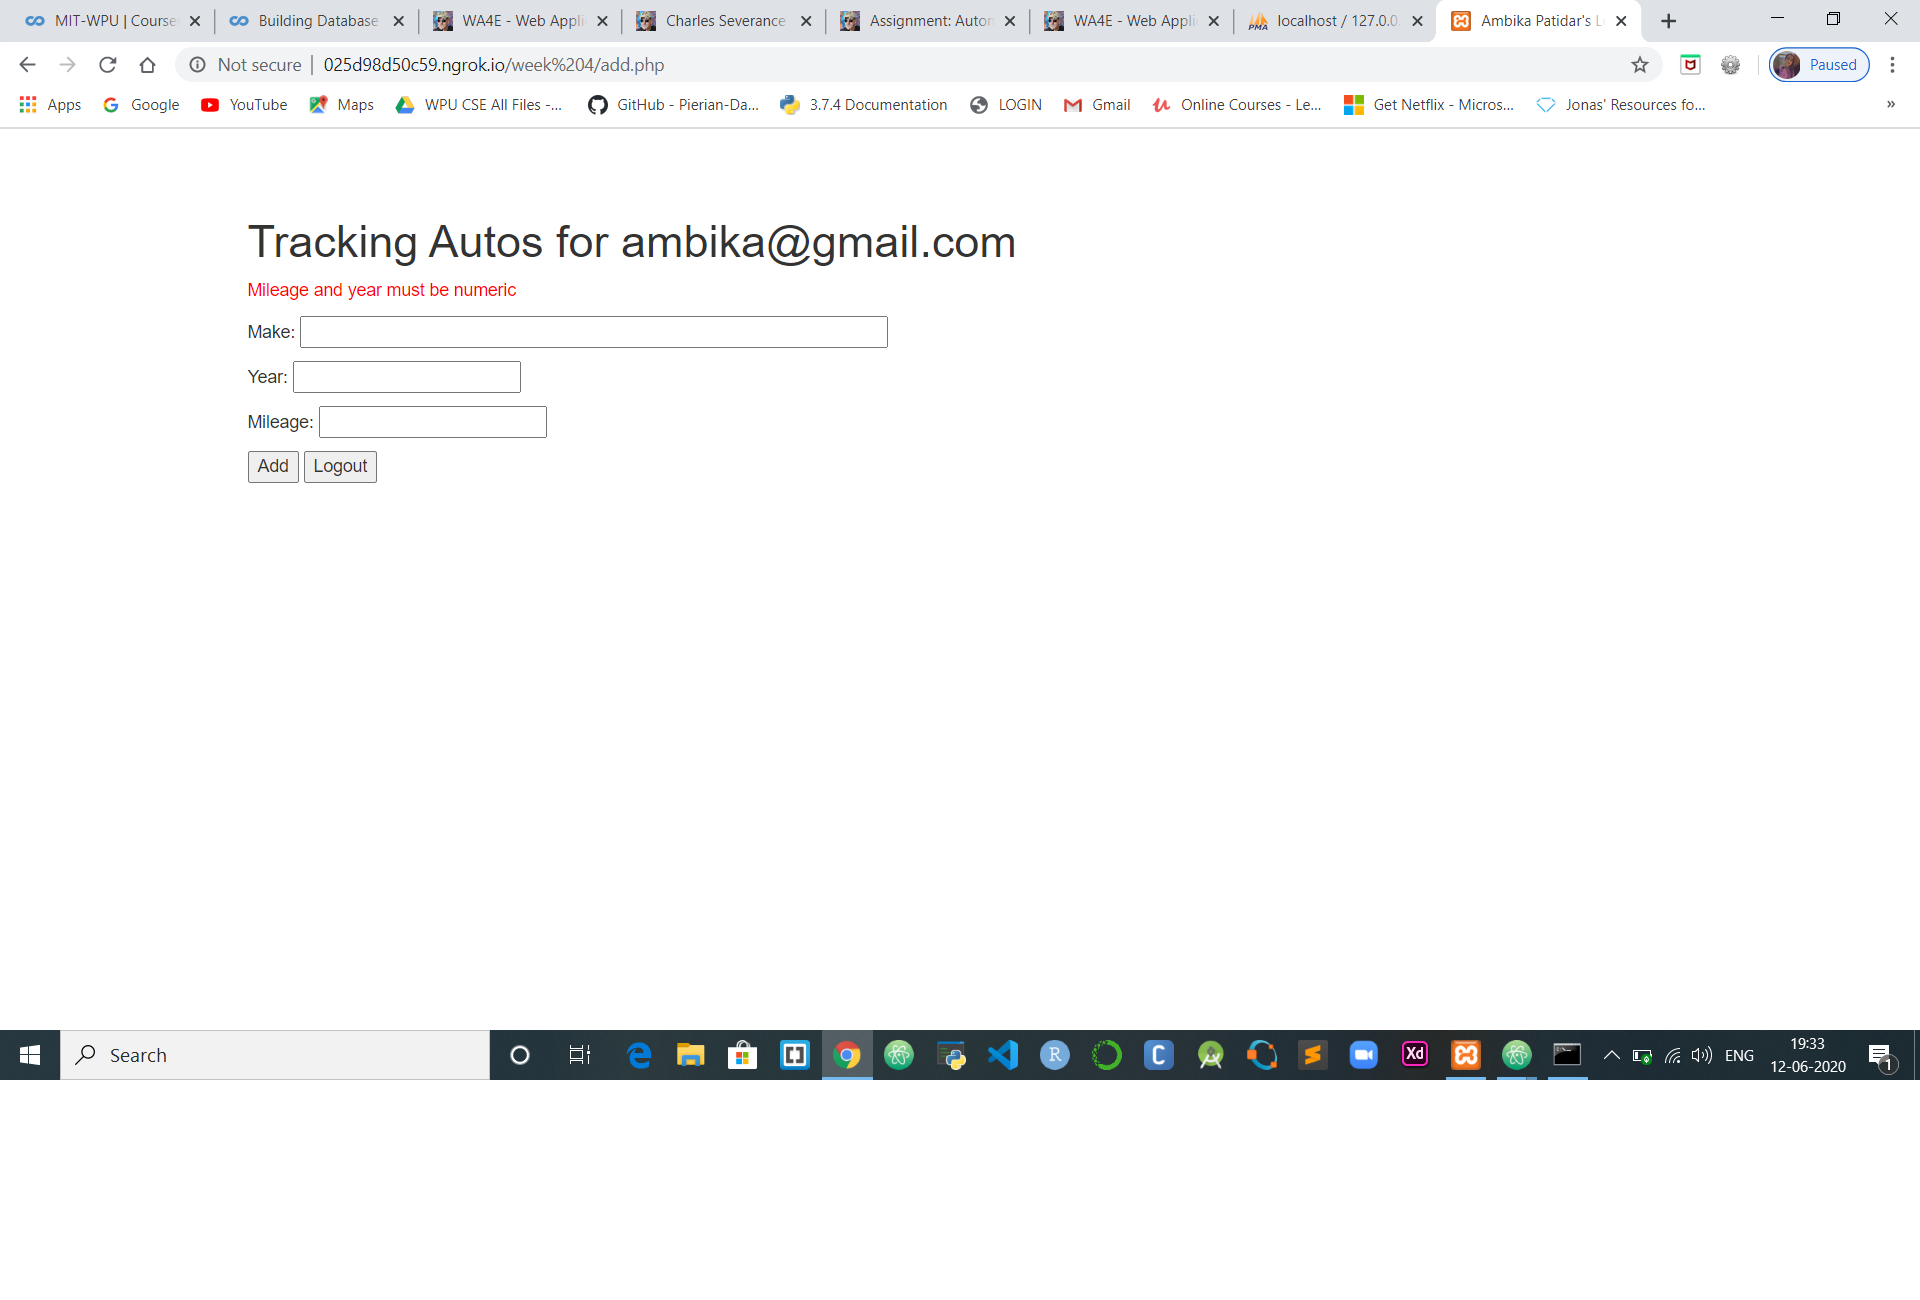 MIT-WPU | Course
Building Database
WA4E - Web Appli
Charles Severance
Assignment: Autom
WA4E - Web Appli
localhost / 127.0.0
Ambika Patidar's L
Not secure | 025d98d50c59.ngrok.io/week%204/add.php
Paused
Apps Google YouTube Maps WPU CSE All Files -... GitHub - Pierian-Da... 3.7.4 Documentation LOGIN Gmail Online Courses - Le... Get Netflix - Micros... Jonas' Resources fo... »
Tracking Autos for ambika@gmail.com
Mileage and year must be numeric
Make:
Year:
Mileage:
Add Logout
Search
ENG
19:33
12-06-2020
1